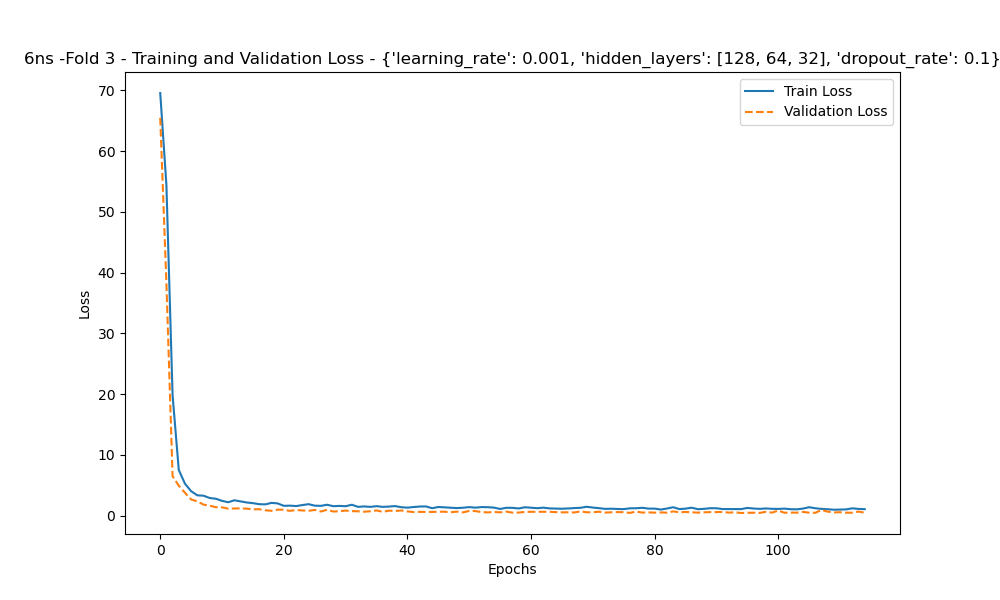 6ns -Fold 3 - Training and Validation Loss - {'learning_rate': 0.001, 'hidden_layers': [128, 64, 32], 'dropout_rate': 0.1}
Train Loss
Validation Loss
70
60
50
40
30
20
10
0
Loss
0 20 40 60 80 100
Epochs